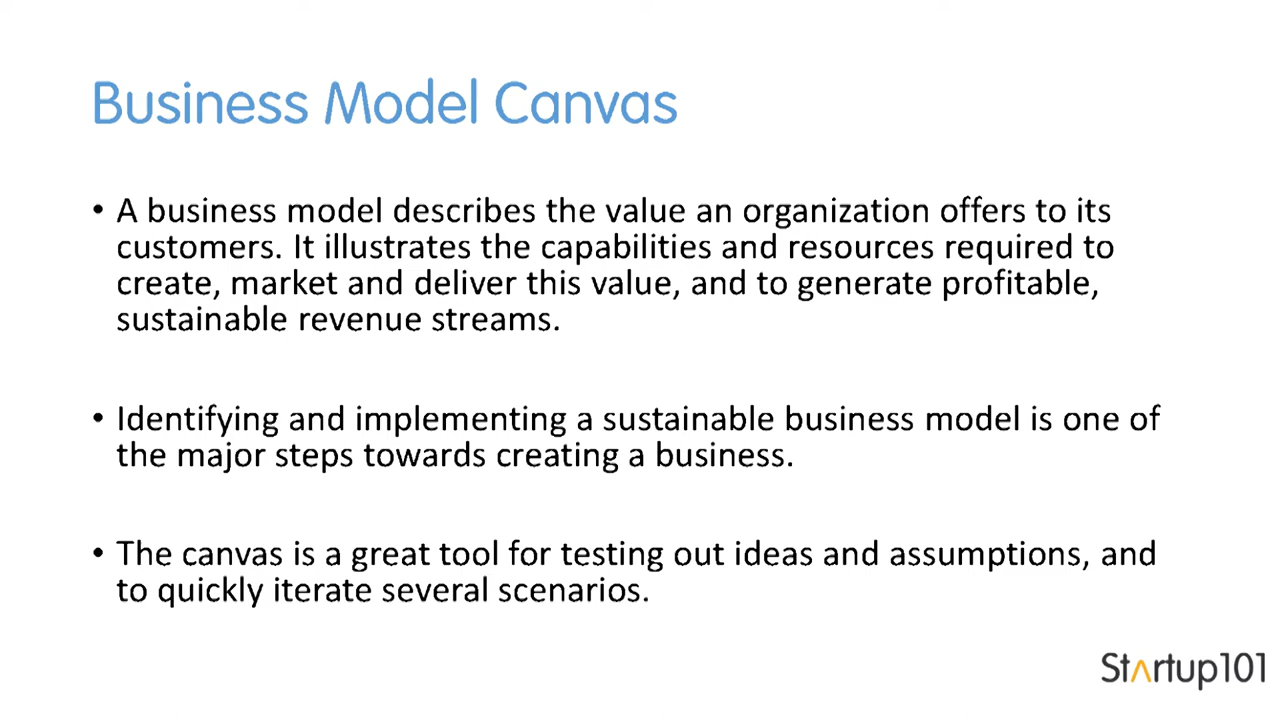 Business Model Canvas
• A business model describes the value an organization offers to its
customers. It illustrates the capabilities and resources required to
create, market and deliver this value, and to generate profitable,
sustainable revenue streams.
• Identifying and implementing a sustainable business model is one of
the major steps towards creating a business.
• The canvas is a great tool for testing out ideas and assumptions, and
to quickly iterate several scenarios.
Startup101